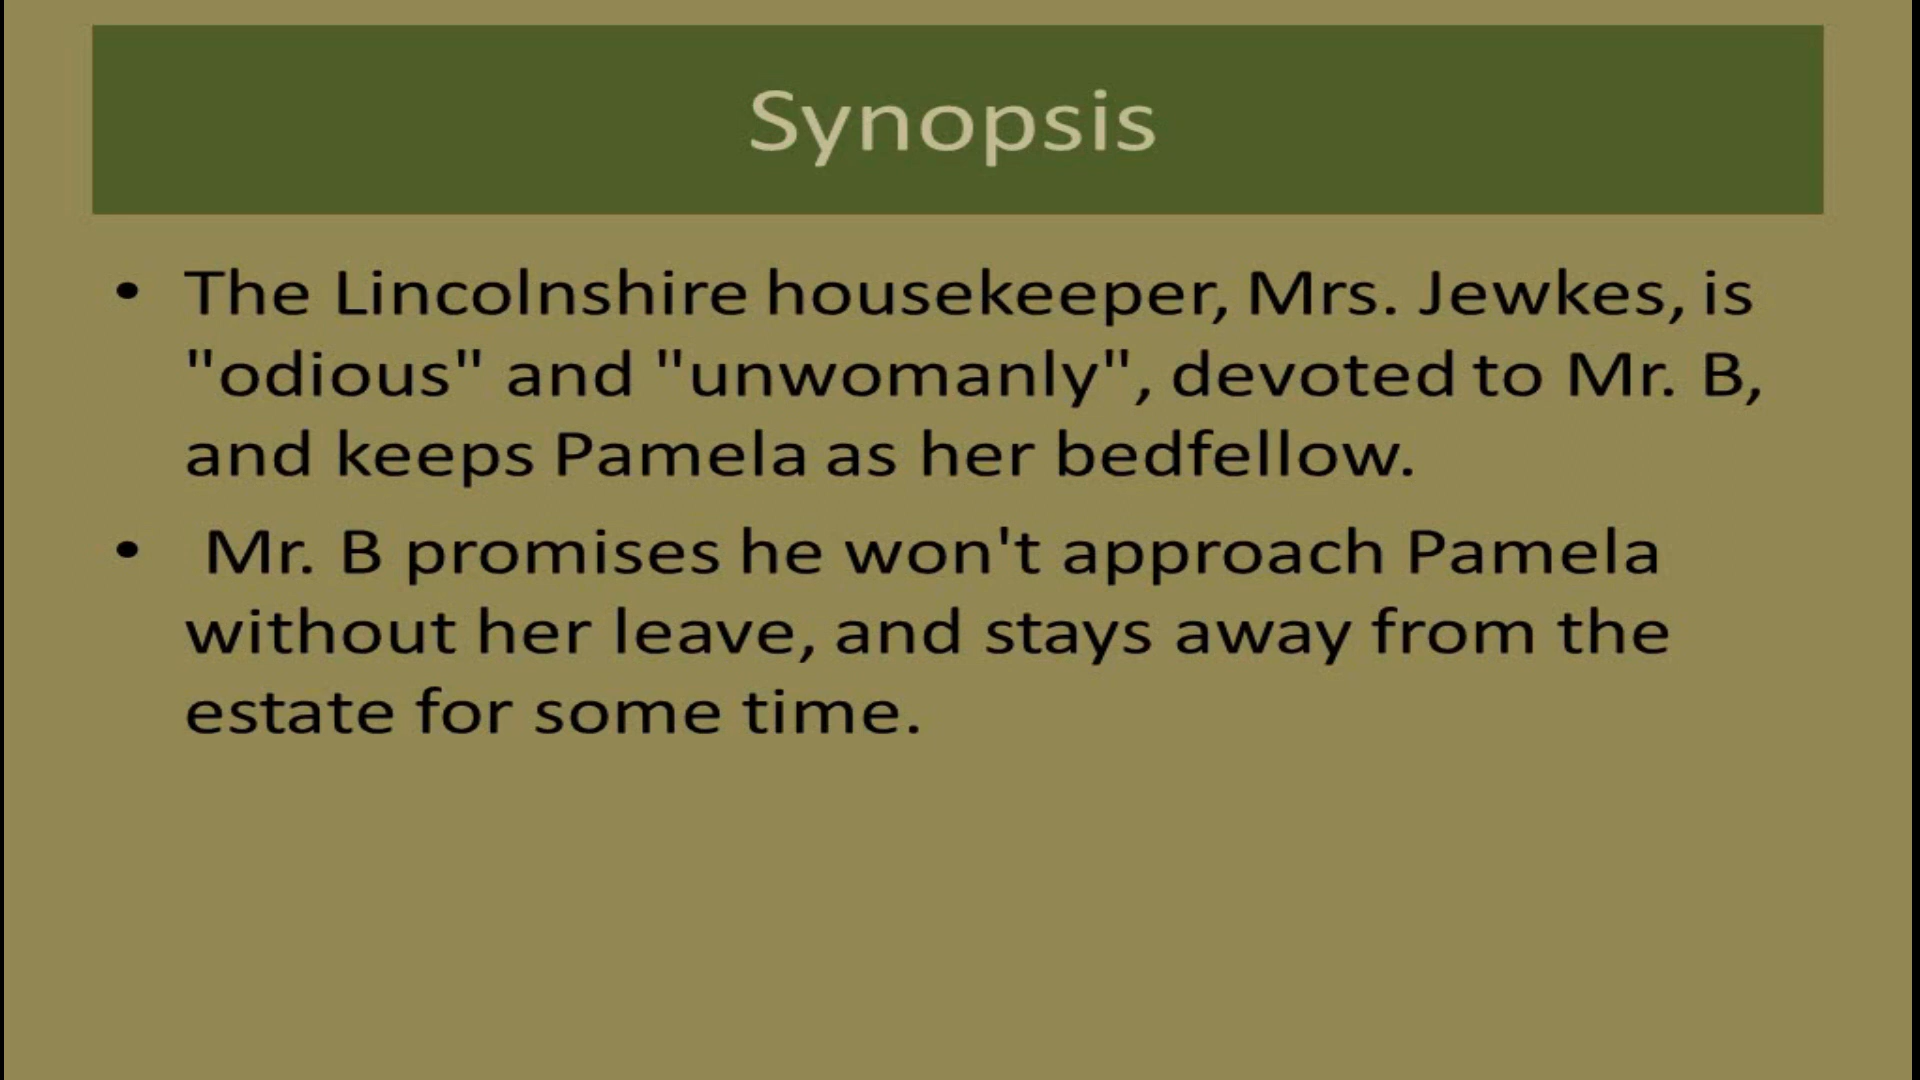 Synopsis
• The Lincolnshire housekeeper, Mrs. Jewkes, is
"odious" and "unwomanly", devoted to Mr. B,
and keeps Pamela as her bedfellow.
• Mr. B promises he won't approach Pamela
without her leave, and stays away from the
estate for some time.